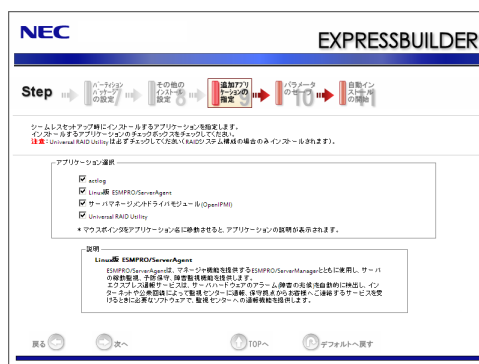 NEC
EXPRESSBUILDER
Step
パーティション
パッケージ
の設定
7
その他の
インストール
設定
8
追加アプリ
ケーションの
指定
9
パラメータ
のセーブ
10
自動イン
ストール
の開始
シームレスセットアップ時にインストールするアプリケーションを指定します。
インストールするアプリケーションのチェックボックスをチェックしてください。
注意:Universal RAID Utilityは必ずチェックしてください(RAIDシステム構成の場合のみインストールされます)。
アプリケーション選択
actlog
Linux版 ESMPRO/ServerAgent
サーバマネージメントドライバモジュール(OpenIPMI)
Universal RAID Utility
* マウスポインタをアプリケーション名に移動させると、アプリケーションの説明が表示されます。
説明
Linux版 ESMPRO/ServerAgent
ESMPRO/ServerAgentは、マネージャ機能を提供するESMPRO/ServerManagerとともに使用し、サーバ
の稼動監視、予防保守、障害監視機能を提供します。
エクスプレス通報サービスは、サーバハードウェアのアラーム(障害の兆候)を自動的に検出し、イン
ターネットや公衆回線によって監視センターに通報、保守拠点からお客様へご連絡するサービスを受
けるときに必要なソフトウェアで、監視センターへの通報機能を提供します。
戻る
次へ
TOPへ
デフォルトへ戻す